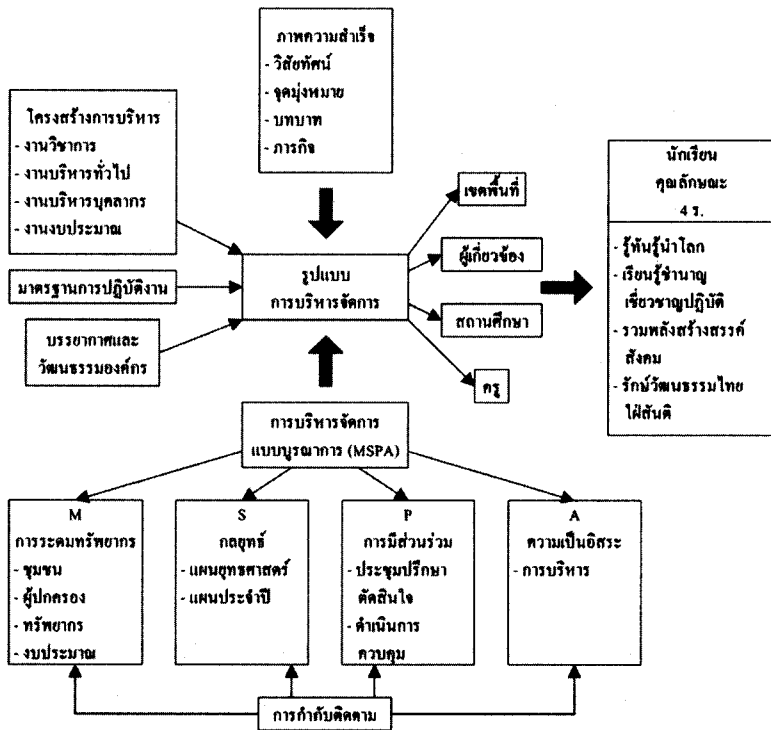 ภาพความสำเร็จ
- วิสัยทัศน์
- จุดมุ่งหมาย
- บทบาท
- ภารกิจ
โครงสร้างการบริหาร
- งานวิชาการ
- งานบริหารทั่วไป
- งานบริหารบุคลากร
- งานงบประมาณ
มาตรฐานการปฏิบัติงาน
บรรยากาศและ
วัฒนธรรมองค์กร
รูปแบบ
การบริหารจัดการ
เขตพื้นที่
ผู้เกี่ยวข้อง
สถานศึกษา
ครู
นักเรียน
คุณลักษณะ
4 ร.
- รู้ทันรู้นำโลก
- เรียนรู้ชำนาญ
เชี่ยวชาญปฏิบัติ
- รวมพลังสร้างสรรค์
สังคม
- รักษ์วัฒนธรรมไทย
ใฝ่สันติ
การบริหารจัดการ
แบบบูรณาการ (MSPA)
M
การระดมทรัพยากร
- ชุมชน
- ผู้ปกครอง
- ทรัพยากร
- งบประมาณ
S
กลยุทธ์
- แผนยุทธศาสตร์
- แผนประจำปี
P
การมีส่วนร่วม
- ประชุมปรึกษา
ตัดสินใจ
- ดำเนินการ
ควบคุม
A
ความเป็นอิสระ
- การบริหาร
การกำกับติดตาม